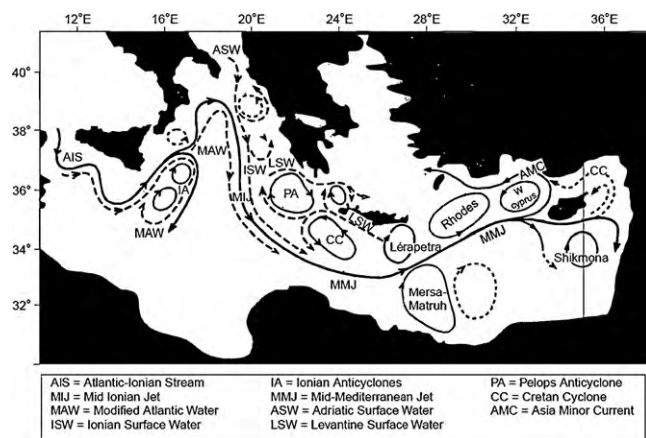 12° 16° 20° 24° 28° 32° 36°
40°
38°
36°
34°
32°
ASW
AIS
MAW
IA
MAW
MIJ
ISW
LSW
PA
LSW
CC
Lérapetra
MMJ
Mersa-
Matruh
Rhodes
W
cyprus
AMC
CC
MMJ
Shikmona
AIS = Atlantic-Ionian Stream
MIJ = Mid Ionian Jet
MAW = Modified Atlantic Water
ISW = Ionian Surface Water
IA = Ionian Anticyclones
MMJ = Mid-Mediterranean Jet
ASW = Adriatic Surface Water
LSW = Levantine Surface Water
PA = Pelops Anticyclone
CC = Cretan Cyclone
AMC = Asia Minor Current